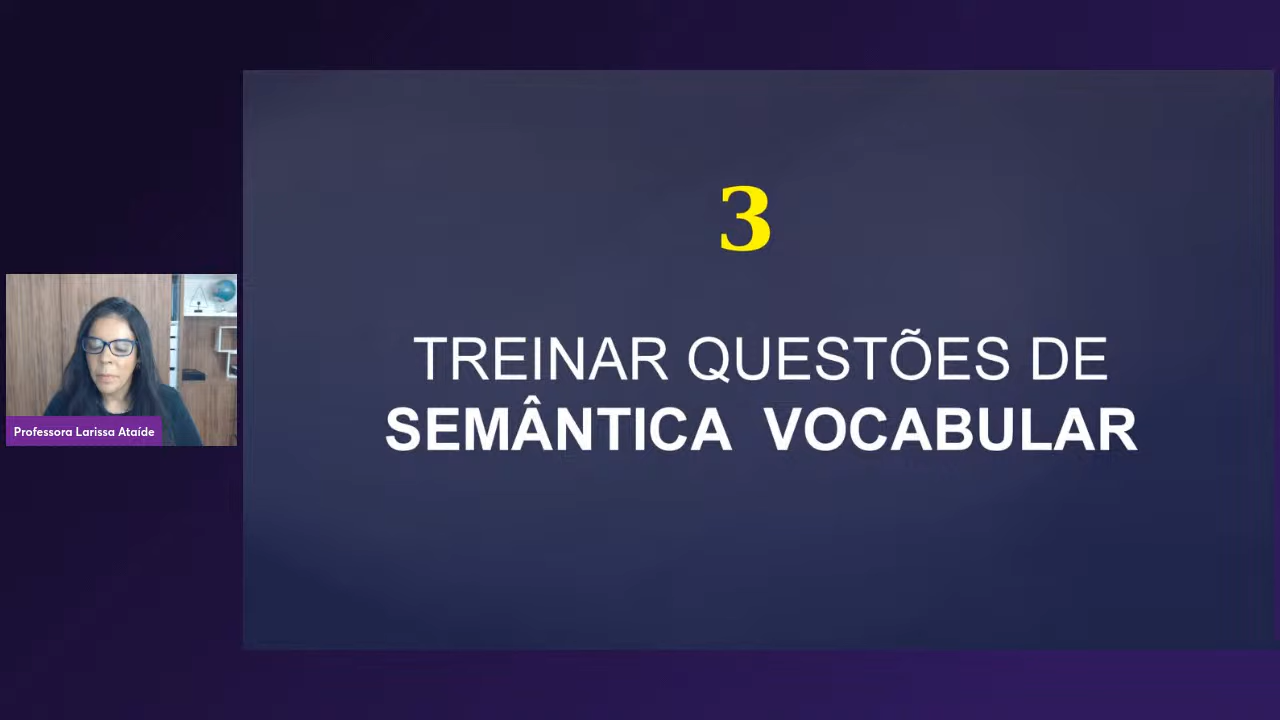 3
TREINAR QUESTÕES DE
SEMÂNTICA VOCABULAR
Professora Larissa Ataíde